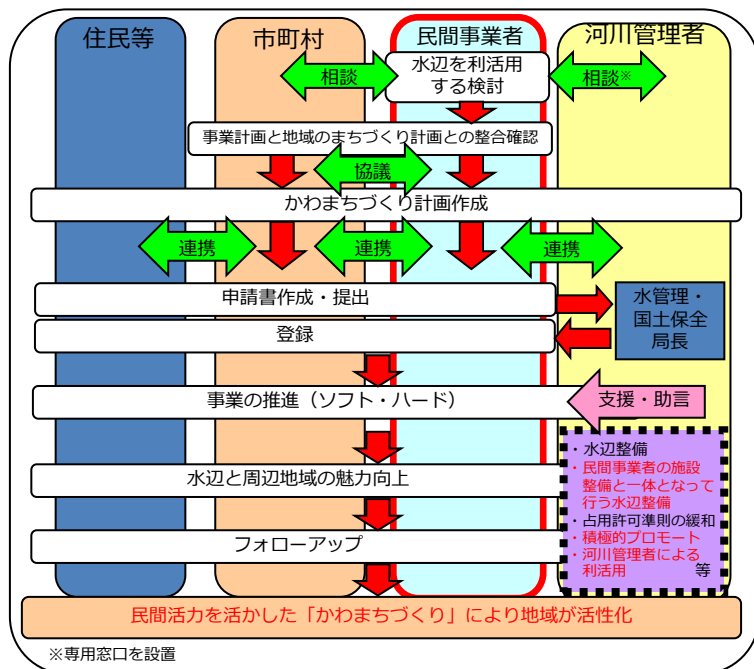 住民等
市町村
民間事業者
河川管理者
相談
水辺を利活用
する検討
相談※
事業計画と地域のまちづくり計画との整合確認
協議
かわまちづくり計画作成
連携
連携
連携
申請書作成・提出
水管理・
国土保全
局長
登録
事業の推進（ソフト・ハード）
支援・助言
・水辺整備
・民間事業者の施設
整備と一体となって
行う水辺整備
・占用許可準則の緩和
・積極的プロモート
・河川管理者による
利活用
等
水辺と周辺地域の魅力向上
フォローアップ
民間活力を活かした「かわまちづくり」により地域が活性化
※専用窓口を設置